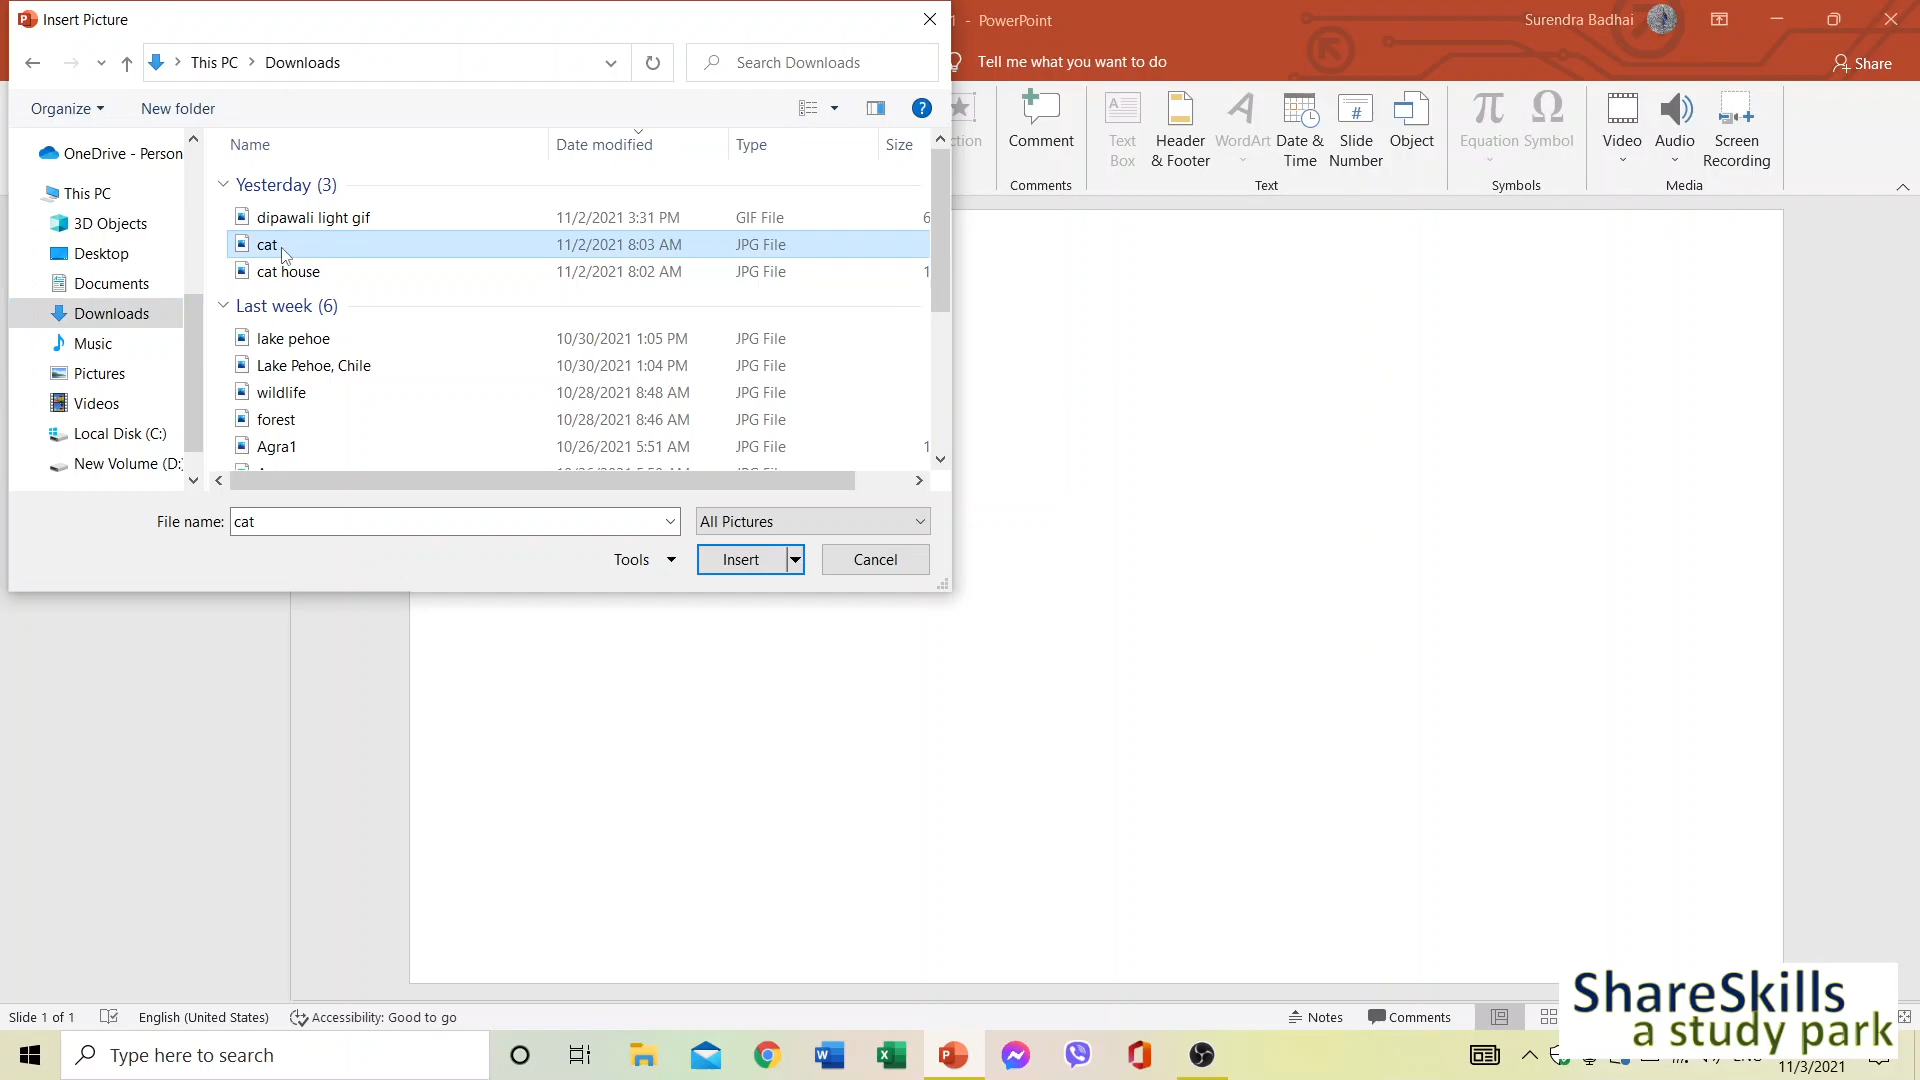 Insert Picture
1 - PowerPoint
Surendra Badhai
This PC
Downloads
Search Downloads
Tell me what you want to do
Share
Organize
New folder
Name
Date modified
Type
Size
OneDrive - Person
This PC
3D Objects
Desktop
Documents
Downloads
Music
Pictures
Videos
Local Disk (C:)
New Volume (D:)
Yesterday (3)
dipawali light gif 11/2/2021 3:31 PM GIF File 6
cat 11/2/2021 8:03 AM JPG File
cat house 11/2/2021 8:02 AM JPG File 1
Last week (6)
lake pehoe 10/30/2021 1:05 PM JPG File
Lake Pehoe, Chile 10/30/2021 1:04 PM JPG File
wildlife 10/28/2021 8:48 AM JPG File
forest 10/28/2021 8:46 AM JPG File
Agra1 10/26/2021 5:51 AM JPG File 1
File name: cat
All Pictures
Tools
Insert
Cancel
ction
Comment
Text Box
Header & Footer
WordArt
Date & Time
Slide Number
Object
Equation
Symbol
Video
Audio
Screen Recording
Comments
Text
Symbols
Media
Slide 1 of 1
English (United States)
Accessibility: Good to go
Notes
Comments
ShareSkills
a study park
Type here to search
11/3/2021